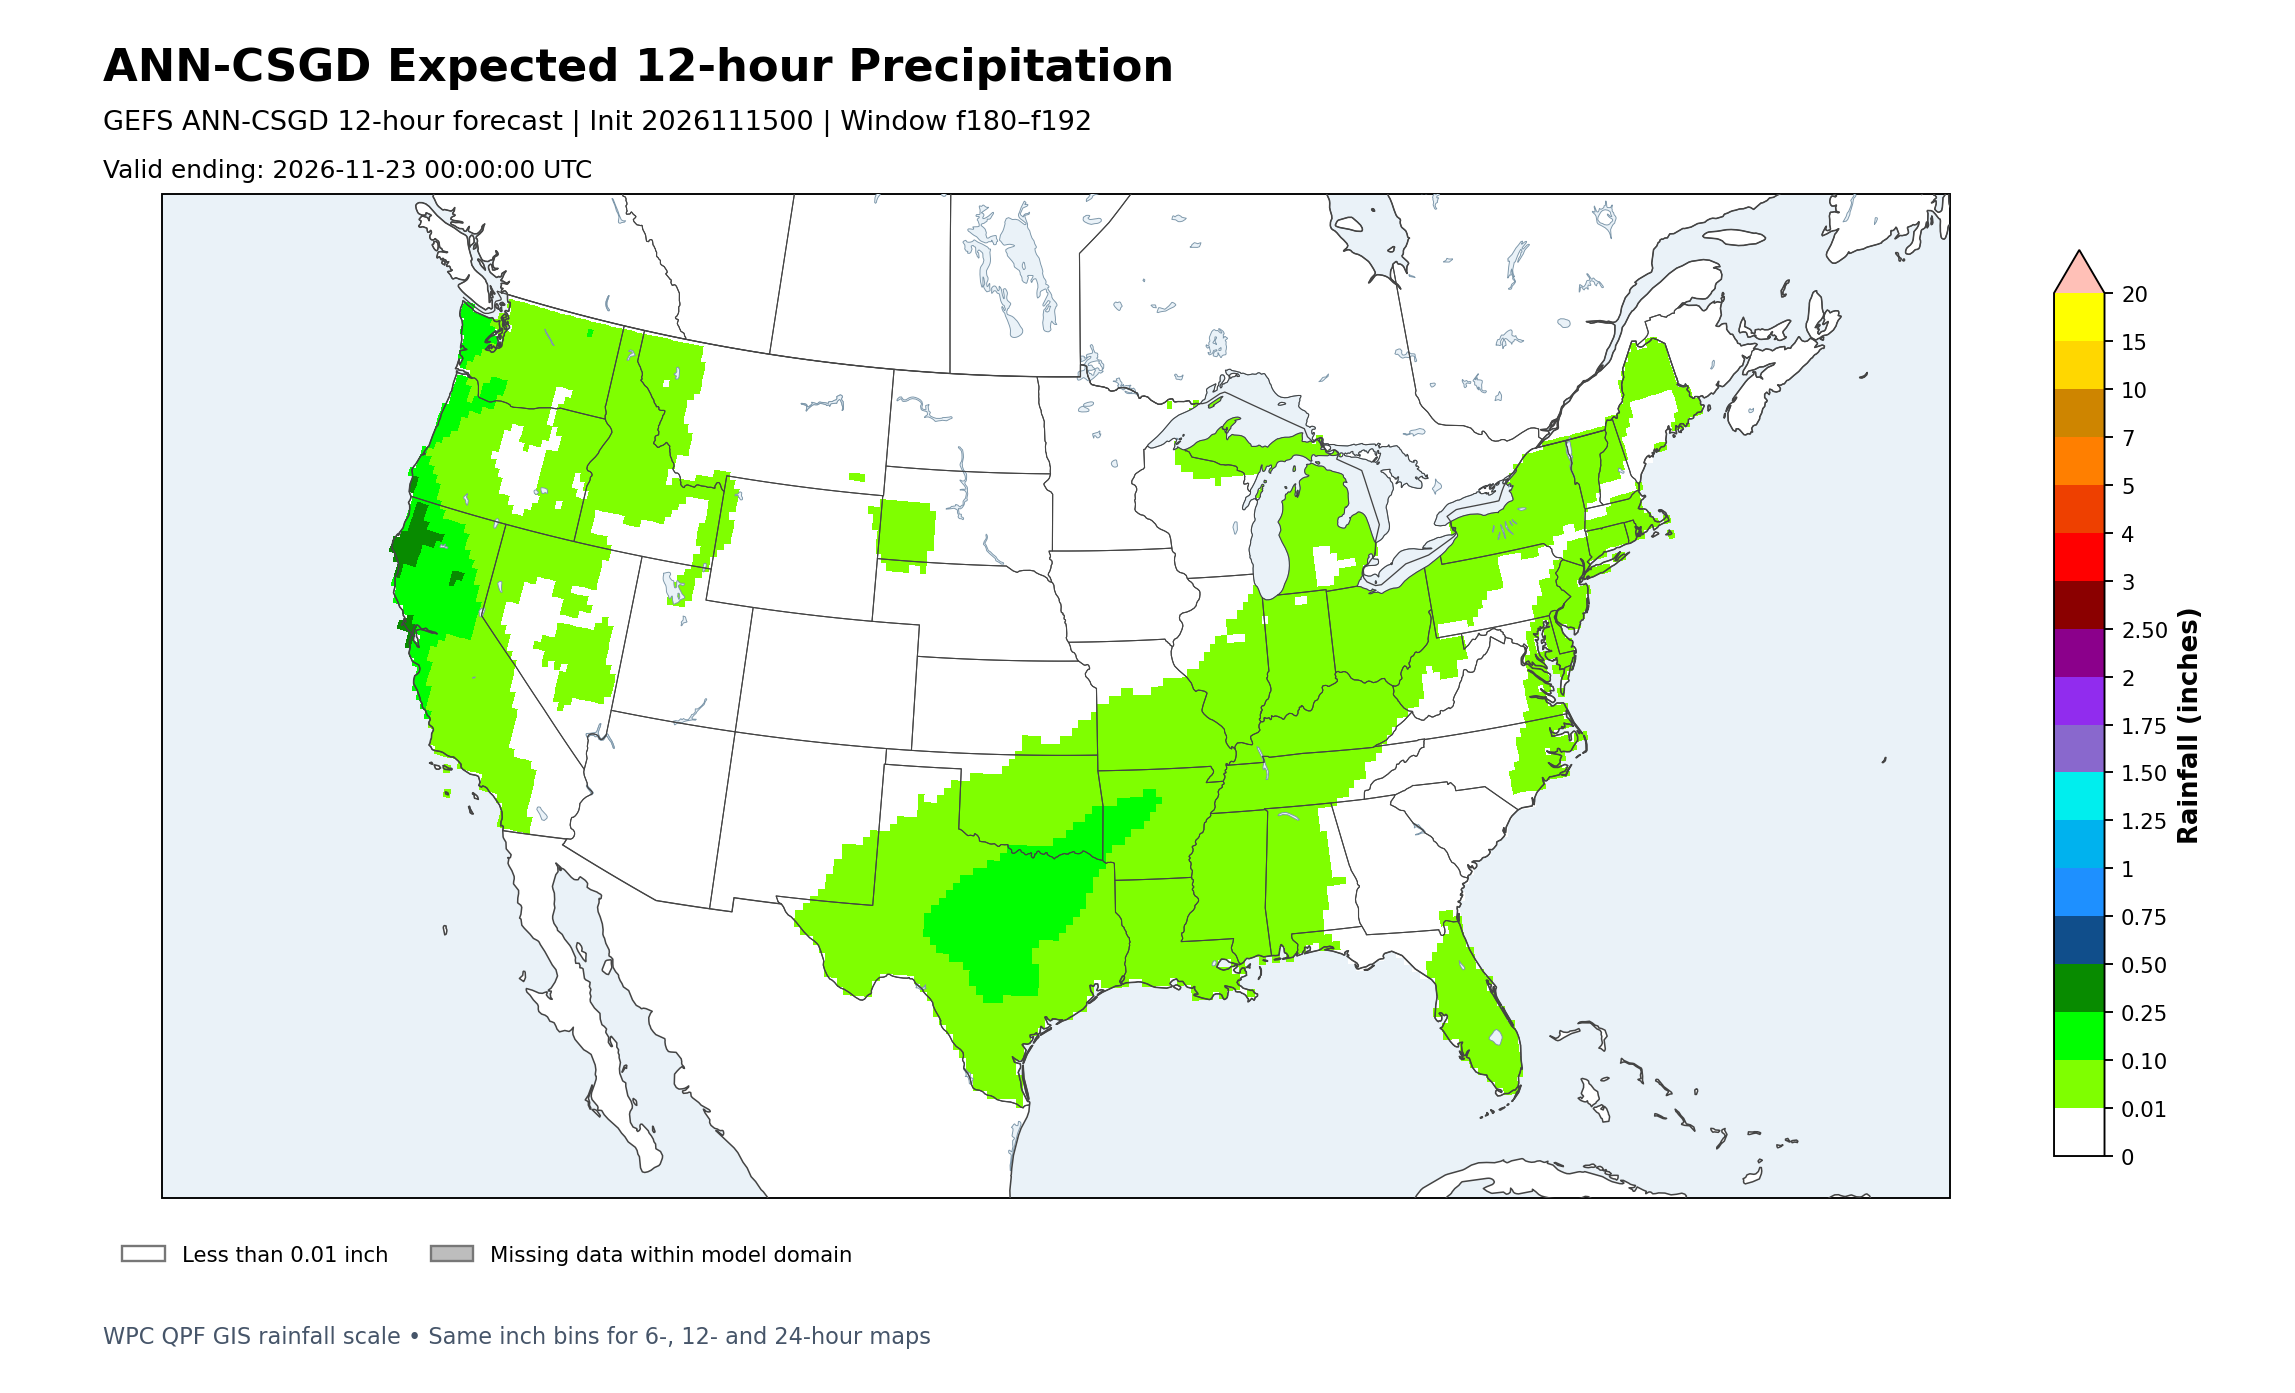 ANN-CSGD Expected 12-hour Precipitation
GEFS ANN-CSGD 12-hour forecast | Init 2026111500 | Window f180–f192
Valid ending: 2026-11-23 00:00:00 UTC
20
15
10
7
5
4
3
2.50
2
1.75
1.50
1.25
1
0.75
0.50
0.25
0.10
0.01
0
Rainfall (inches)
Less than 0.01 inch
Missing data within model domain
WPC QPF GIS rainfall scale • Same inch bins for 6-, 12- and 24-hour maps